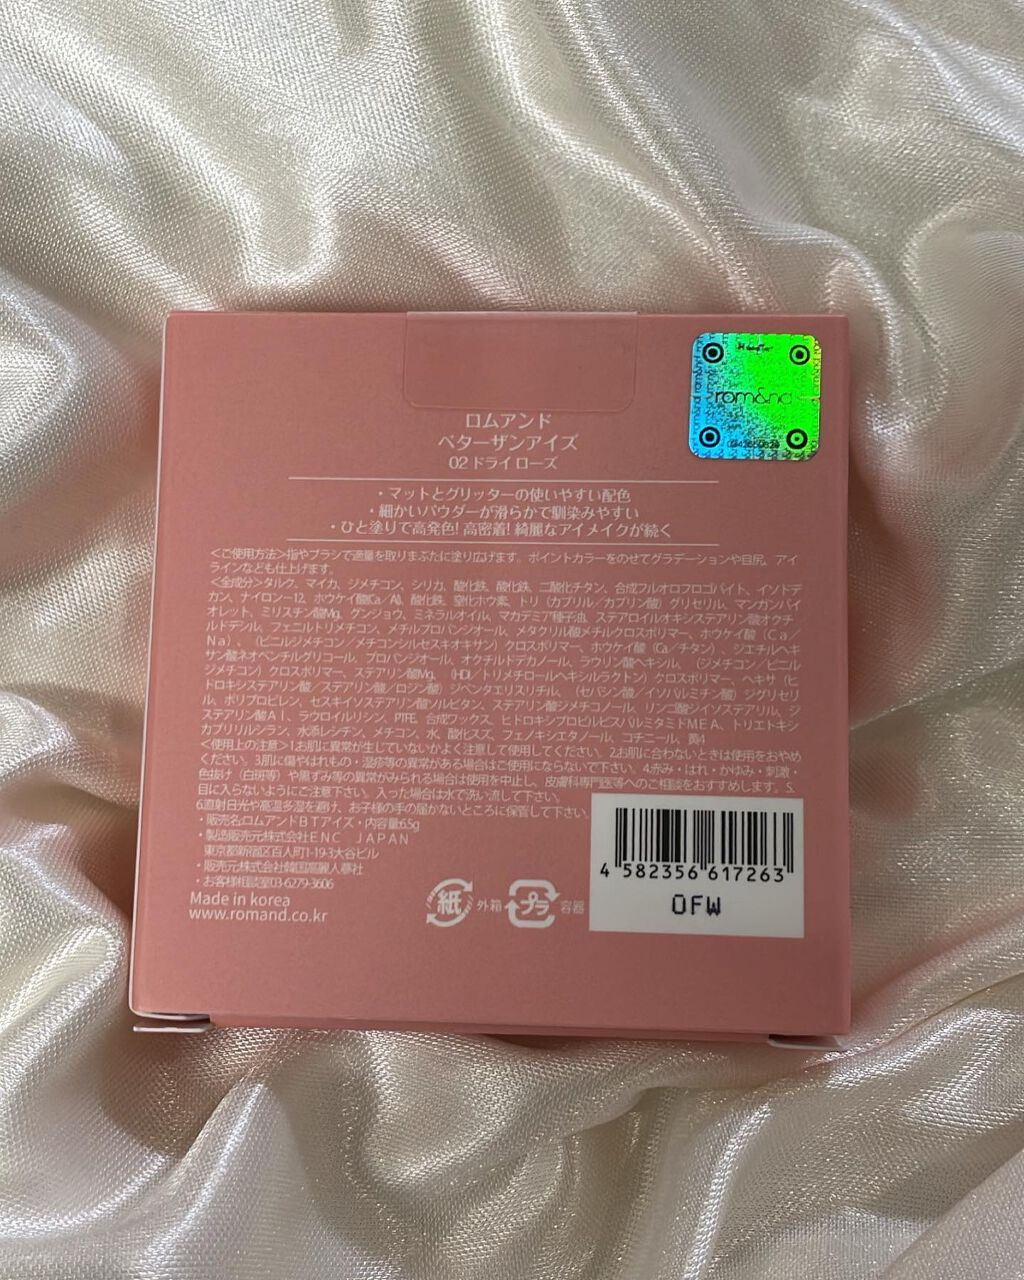 rom&nd
ロムアンド
ベターザンアイズ
02 ドライローズ
・マットとグリッターの使いやすい配色
・細かいパウダーが滑らかで馴染みやすい
・ひと塗りで高発色! 高密着! 綺麗なアイメイクが続く
＜ご使用方法＞指やブラシで適量を取りまぶたに塗り広げます。ポイントカラーをのせてグラデーションや目尻、アイ
ラインなども仕上げます。
＜全成分＞タルク、マイカ、ジメチコン、シリカ、酸化鉄、酸化鉄、二酸化チタン、合成フルオロフロゴパイト、イソドデ
カン、ナイロン－12、ホウケイ酸(Ca／Al)、酸化鉄、窒化ホウ素、トリ（カプリル／カプリン酸）グリセリル、マンガンバイ
オレット、ミリスチン酸Mg、グンジョウ、ミネラルオイル、マカデミア種子油、ステアロイルオキシステアリン酸オクチ
ルドデシル、フェニルトリメチコン、メチルプロパンジオール、メタクリル酸メチルクロスポリマー、ホウケイ酸（Ｃａ／
Ｎａ）、（ビニルジメチコン／メチコンシルセスキオキサン）クロスポリマー、ホウケイ酸（Ca／チタン）、ジエチルヘキ
サン酸ネオペンチルグリコール、プロパンジオール、オクチルドデカノール、ラウリン酸ヘキシル、（ジメチコン／ビニル
ジメチコン）クロスポリマー、ステアリン酸Mg、（HDI／トリメチロールヘキシルラクトン）クロスポリマー、ヘキサ（ヒ
ドロキシステアリン酸／ステアリン酸／ロジン酸）ジペンタエリスリチル、（セバシン酸／イソパルミチン酸）ジグリセリ
ル、ポリプロピレン、セスキイソステアリン酸ソルビタン、ステアリン酸ジメチコノール、リンゴ酸ジイソステアリル、ジ
ステアリン酸ＡＩ、ラウロイルリシン、PTFE、合成ワックス、ヒドロキシプロピルビスパルミタミドＭＥＡ、トリエトキシ
カプリリルシラン、水添レシチン、メチコン、水、酸化スズ、フェノキシエタノール、コチニール、黄4
＜使用上の注意＞1.お肌に異常が生じていないかよく注意して使用してください。2.お肌に合わないときは使用をおやめ
ください。3.肌に傷やはれもの・湿疹等の異常がある場合はご使用にならないで下さい。4.赤み・はれ・かゆみ・刺激・
色抜け（白斑等）や黒ずみ等の異常がみられる場合は使用を中止し、皮膚科専門医等へのご相談をおすすめします。5.
目に入らないようにご注意下さい。入った場合は水で洗い流して下さい。
6.直射日光や高温多湿を避け、お子様の手の届かないところに保管して下さい。
・販売名ロムアンドＢＴアイズ・内容量6.5g
・製造販売元:株式会社ＥＮＣ ＪＡＰＡＮ
東京都新宿区百人町1-19-3大谷ビル
・販売元:株式会社韓国高麗人蔘社
・お客様相談室03-6279-3606
Made in korea
www.romand.co.kr
紙 外箱 プラ 容器
4 582356 617263
OFW